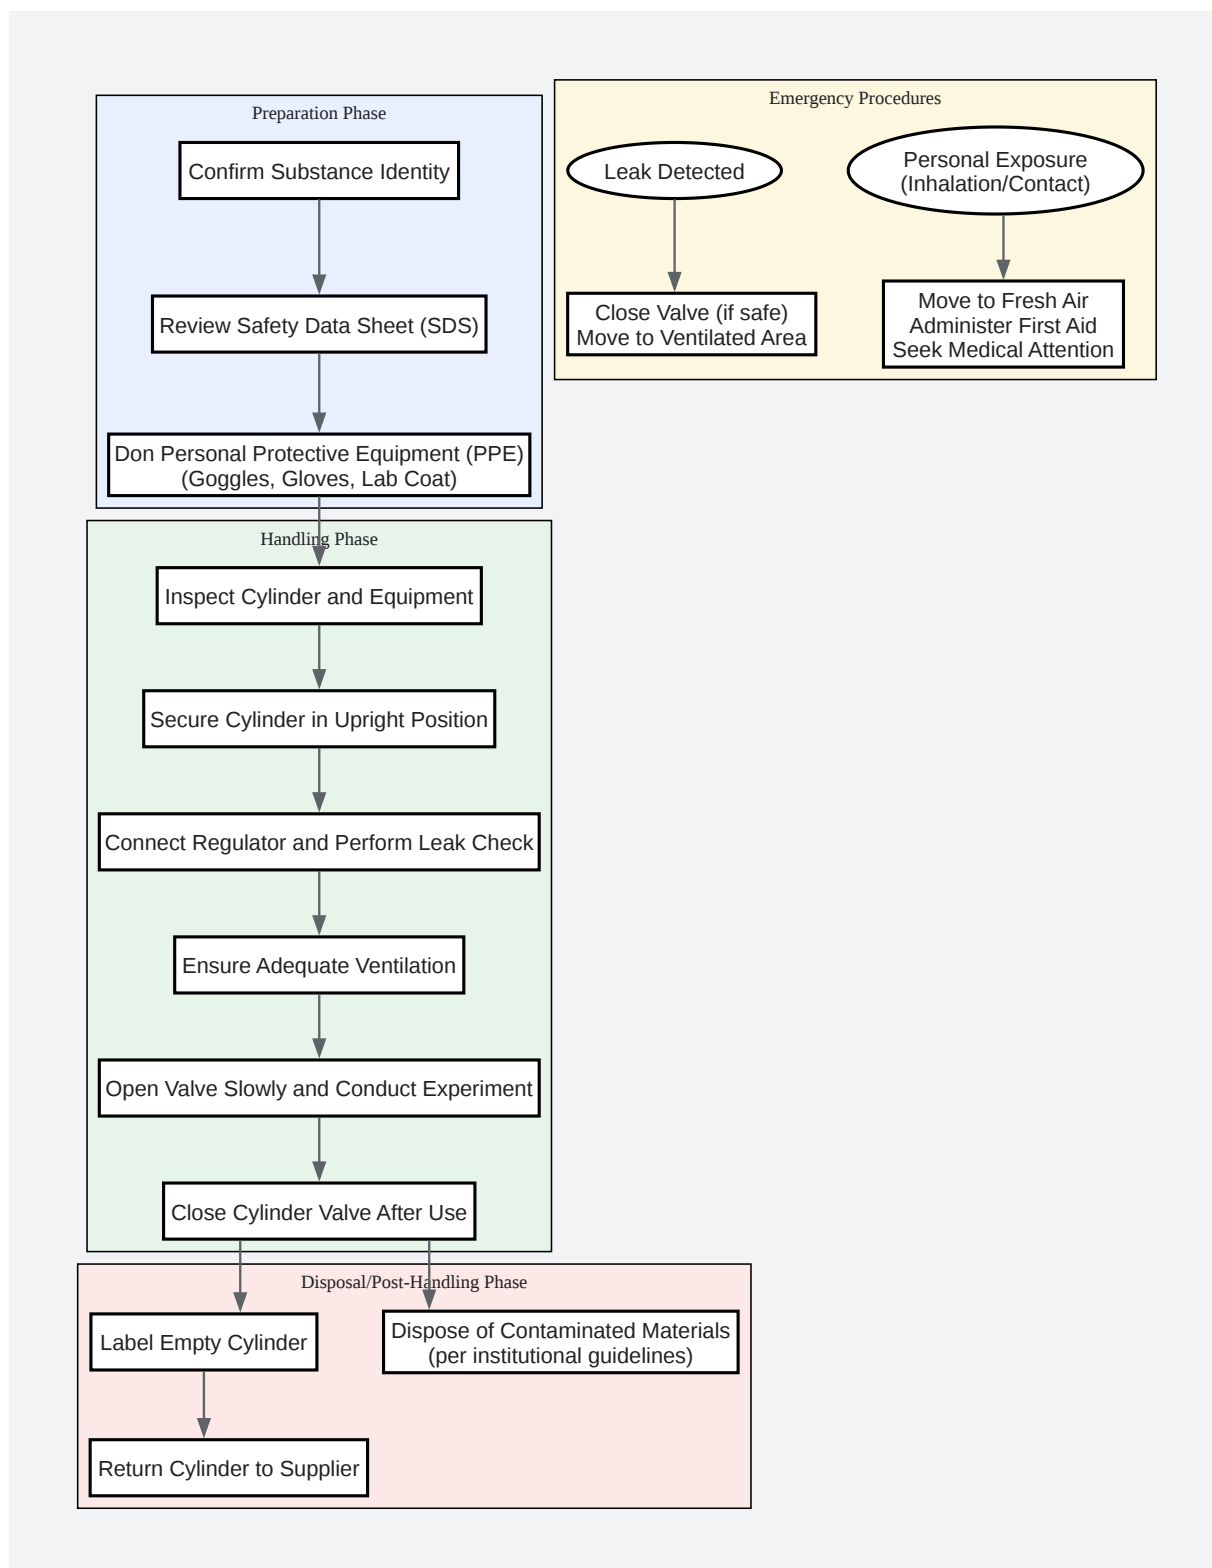 Preparation Phase
Confirm Substance Identity
Review Safety Data Sheet (SDS)
Don Personal Protective Equipment (PPE)
(Goggles, Gloves, Lab Coat)
Emergency Procedures
Leak Detected
Close Valve (if safe)
Move to Ventilated Area
Personal Exposure
(Inhalation/Contact)
Move to Fresh Air
Administer First Aid
Seek Medical Attention
Handling Phase
Inspect Cylinder and Equipment
Secure Cylinder in Upright Position
Connect Regulator and Perform Leak Check
Ensure Adequate Ventilation
Open Valve Slowly and Conduct Experiment
Close Cylinder Valve After Use
Disposal/Post-Handling Phase
Label Empty Cylinder
Dispose of Contaminated Materials
(per institutional guidelines)
Return Cylinder to Supplier